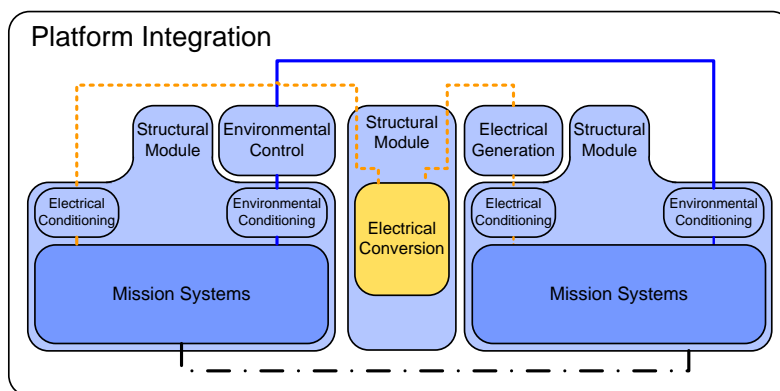 Platform Integration
Structural
Module
Environmental
Control
Structural
Module
Electrical
Generation
Structural
Module
Electrical
Conditioning
Environmental
Conditioning
Electrical
Conversion
Electrical
Conditioning
Environmental
Conditioning
Mission Systems
Mission Systems